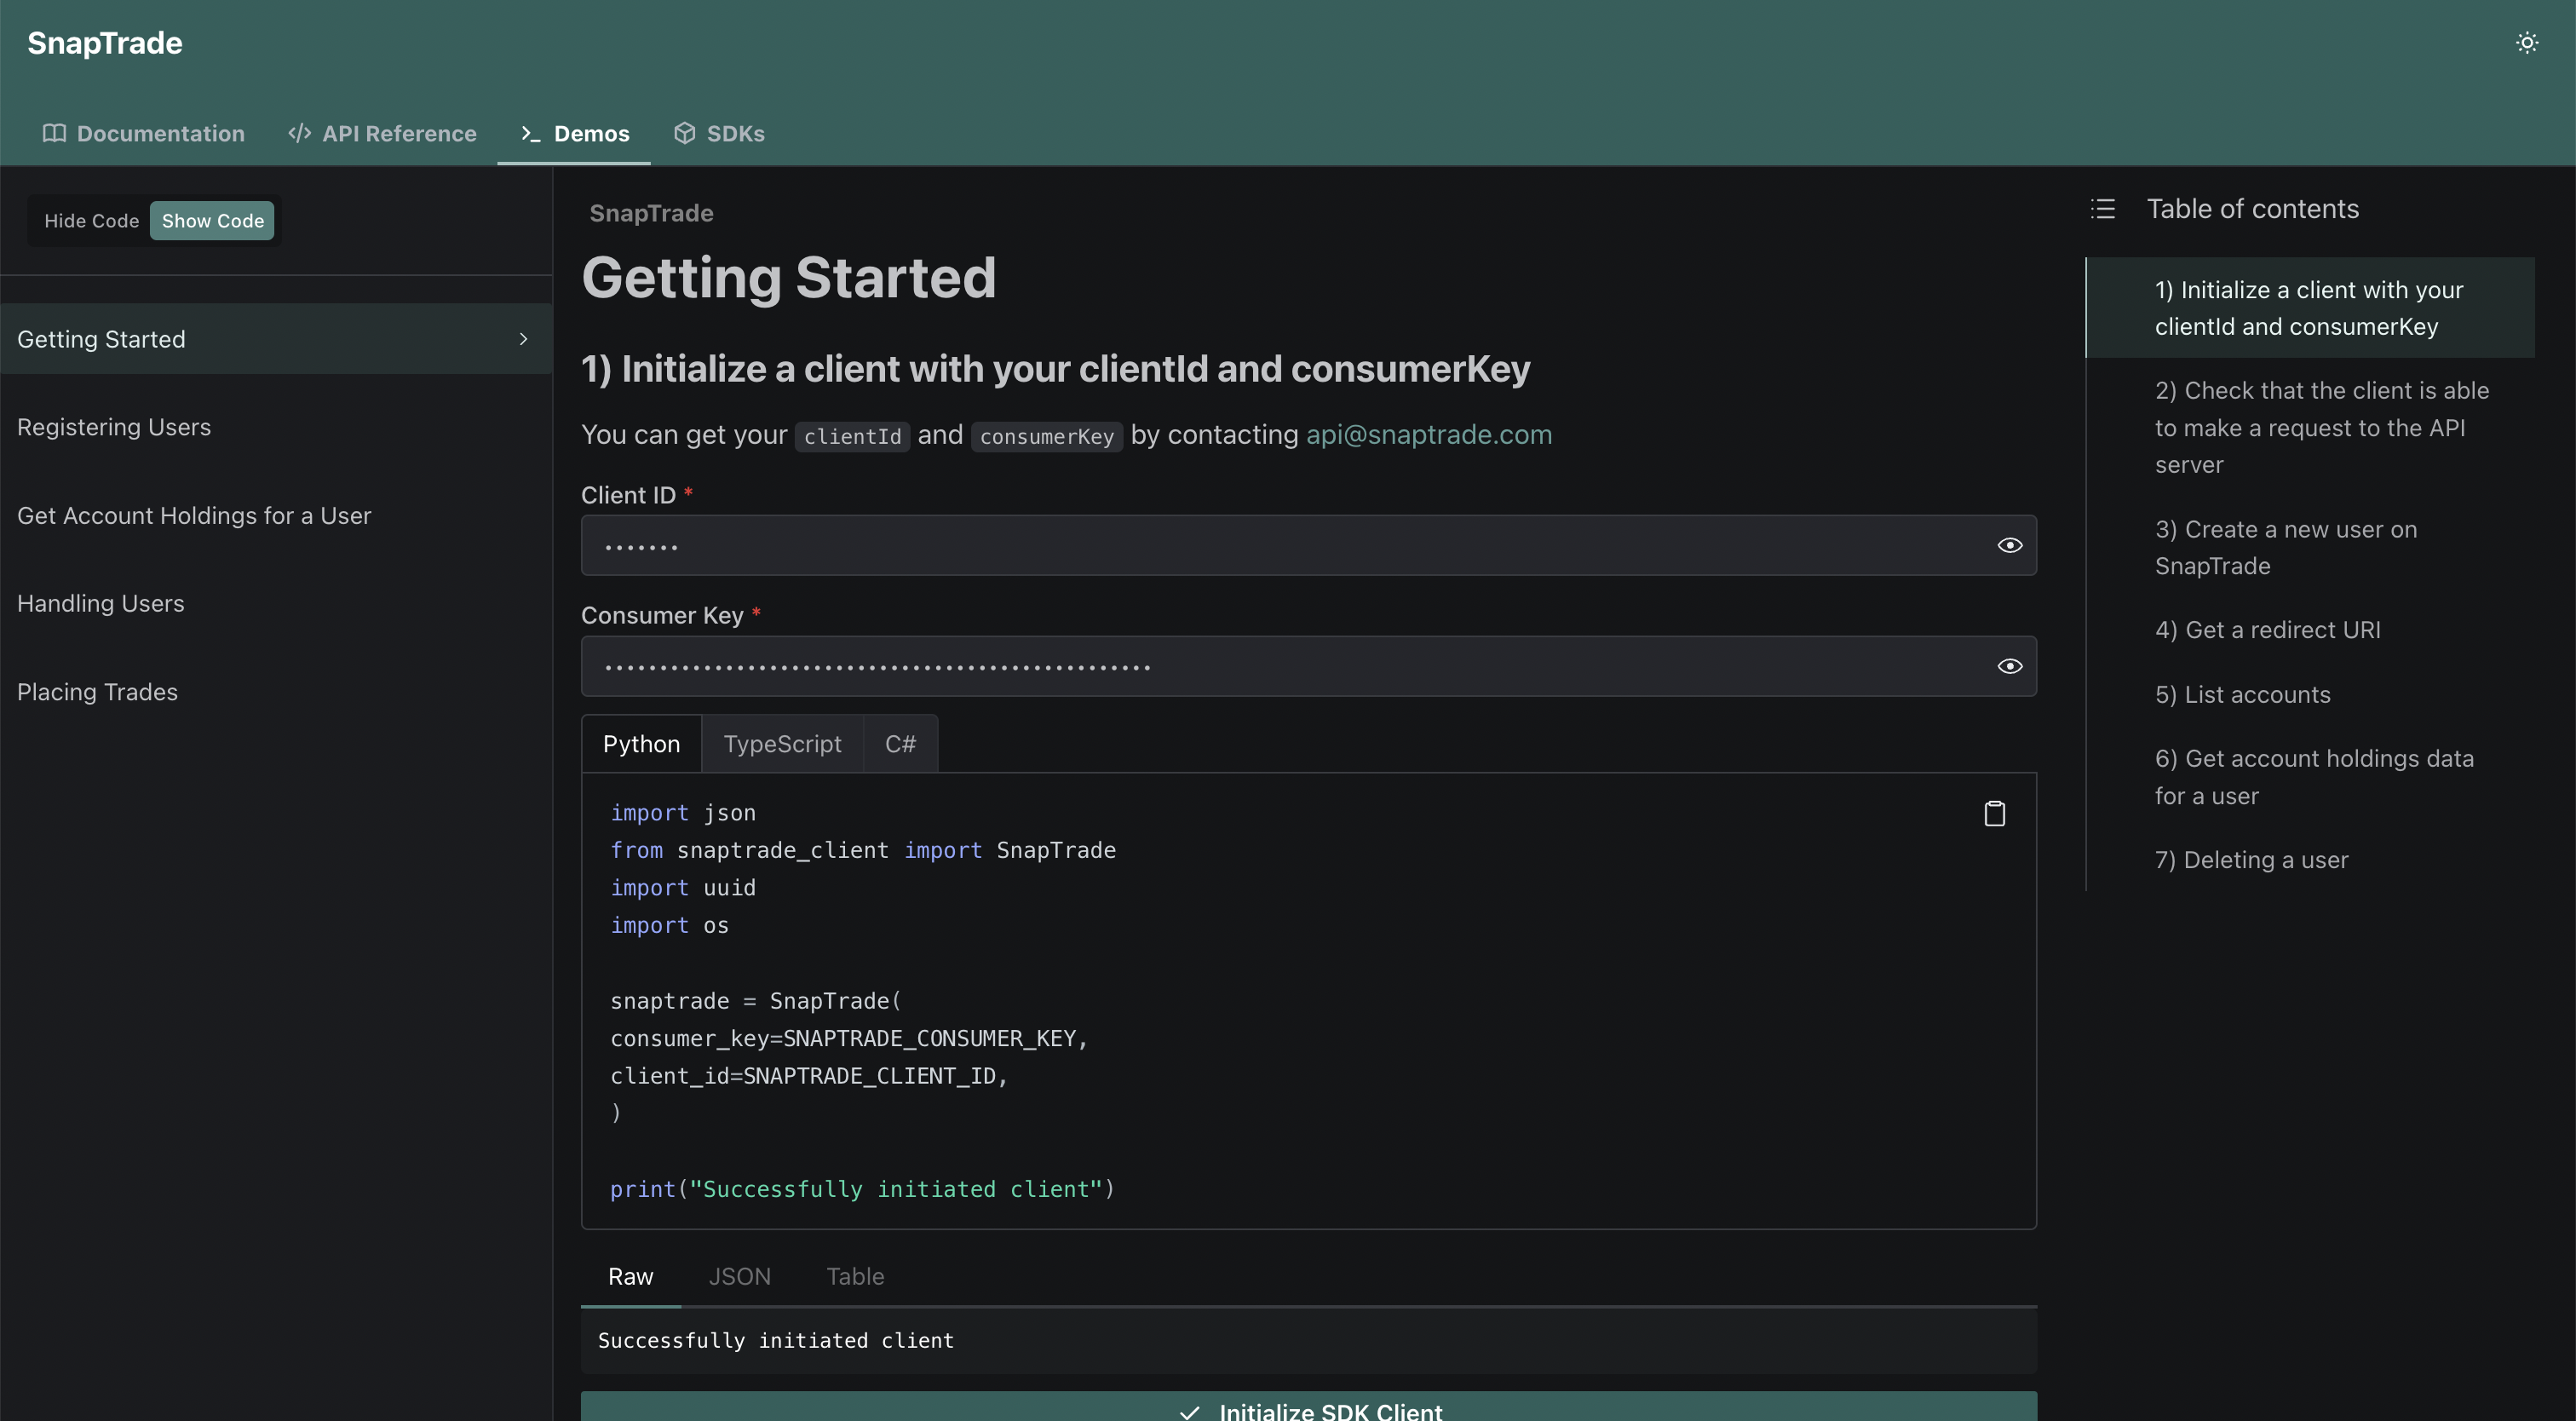 SnapTrade
Documentation
API Reference
Demos
SDKs
Hide Code
Show Code
Getting Started
Registering Users
Get Account Holdings for a User
Handling Users
Placing Trades
SnapTrade
Getting Started
1) Initialize a client with your clientId and consumerKey
You can get your clientId and consumerKey by contacting api@snaptrade.com
Client ID *
•••••••
Consumer Key *
••••••••••••••••••••••••••••••••••••••••••••••••••
Python
TypeScript
C#
import json
from snaptrade_client import SnapTrade
import uuid
import os
snaptrade = SnapTrade(
consumer_key=SNAPTRADE_CONSUMER_KEY,
client_id=SNAPTRADE_CLIENT_ID,
)
print("Successfully initiated client")
Raw
JSON
Table
Successfully initiated client
Initialize SDK Client
Table of contents
1) Initialize a client with your
clientId and consumerKey
2) Check that the client is able
to make a request to the API
server
3) Create a new user on
SnapTrade
4) Get a redirect URI
5) List accounts
6) Get account holdings data
for a user
7) Deleting a user